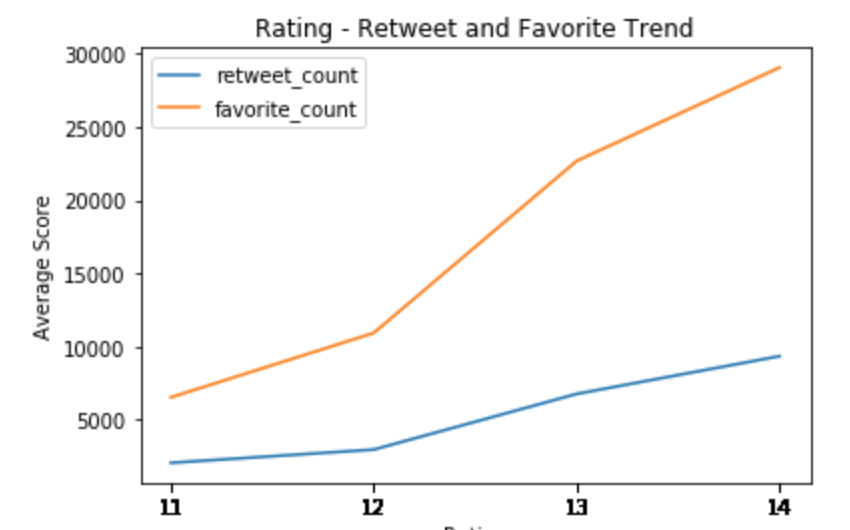 Rating - Retweet and Favorite Trend
30000
25000
20000
15000
10000
5000
Average Score
retweet_count
favorite_count
11 12 13 14